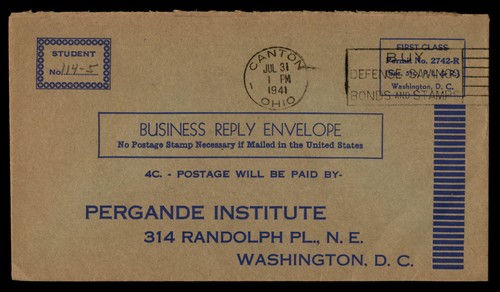 STUDENT
No. 114-5
CANTON
JUL 31
1 PM
1941
OHIO
BUY
DEFENSE SAVINGS
BONDS AND STAMPS
FIRST CLASS
Permit No. 2742-R
Washington, D. C.
BUSINESS REPLY ENVELOPE
No Postage Stamp Necessary if Mailed in the United States
4C. - POSTAGE WILL BE PAID BY-
PERGANDE INSTITUTE
314 RANDOLPH PL., N. E.
WASHINGTON, D. C.